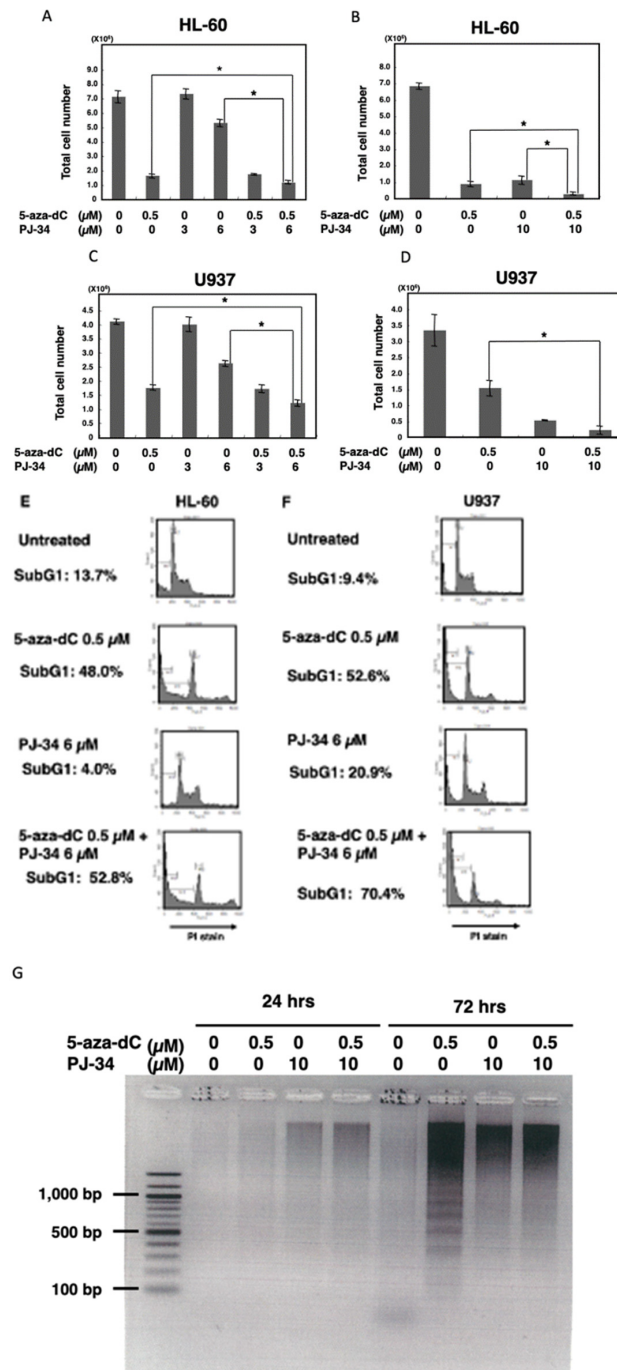 A
HL-60
(X10⁶)
Total cell number
8.0
7.0
6.0
5.0
4.0
3.0
2.0
1.0
0
*
*
5-aza-dC (μM) 0 0.5 0 0 0.5 0.5
PJ-34 (μM) 0 0 3 6 3 6
B
HL-60
(X10⁶)
Total cell number
8.0
7.0
6.0
5.0
4.0
3.0
2.0
1.0
0
*
*
5-aza-dC (μM) 0 0.5 0 0.5
PJ-34 (μM) 0 0 10 10
C
U937
(X10⁶)
Total cell number
4.5
4.0
3.5
3.0
2.5
2.0
1.5
1.0
0.5
0
*
*
5-aza-dC (μM) 0 0.5 0 0 0.5 0.5
PJ-34 (μM) 0 0 3 6 3 6
D
U937
(X10⁶)
Total cell number
4.0
3.5
3.0
2.5
2.0
1.5
1.0
0.5
0
*
5-aza-dC (μM) 0 0.5 0 0.5
PJ-34 (μM) 0 0 10 10
E
HL-60
Untreated
SubG1: 13.7%
5-aza-dC 0.5 μM
SubG1: 48.0%
PJ-34 6 μM
SubG1: 4.0%
5-aza-dC 0.5 μM +
PJ-34 6 μM
SubG1: 52.8%
PI stain
F
U937
Untreated
SubG1:9.4%
5-aza-dC 0.5 μM
SubG1: 52.6%
PJ-34 6 μM
SubG1: 20.9%
5-aza-dC 0.5 μM +
PJ-34 6 μM
SubG1: 70.4%
PI stain
G
24 hrs 72 hrs
5-aza-dC (μM) 0 0.5 0 0.5 0 0.5 0 0.5
PJ-34 (μM) 0 0 10 10 0 0 10 10
1,000 bp
500 bp
100 bp